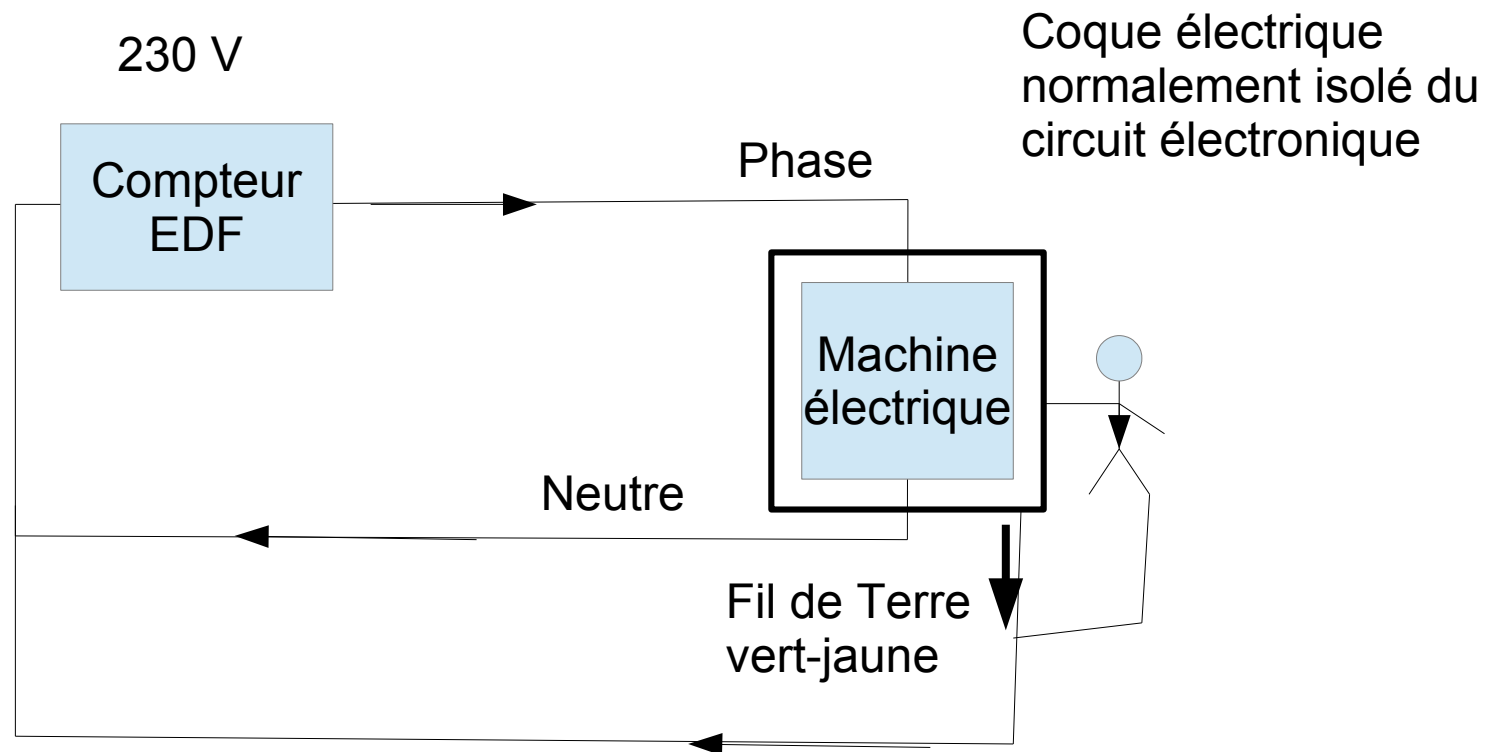 230 V
Coque électrique
normalement isolé du
circuit électronique
Compteur
EDF
Phase
Machine
électrique
Neutre
Fil de Terre
vert-jaune